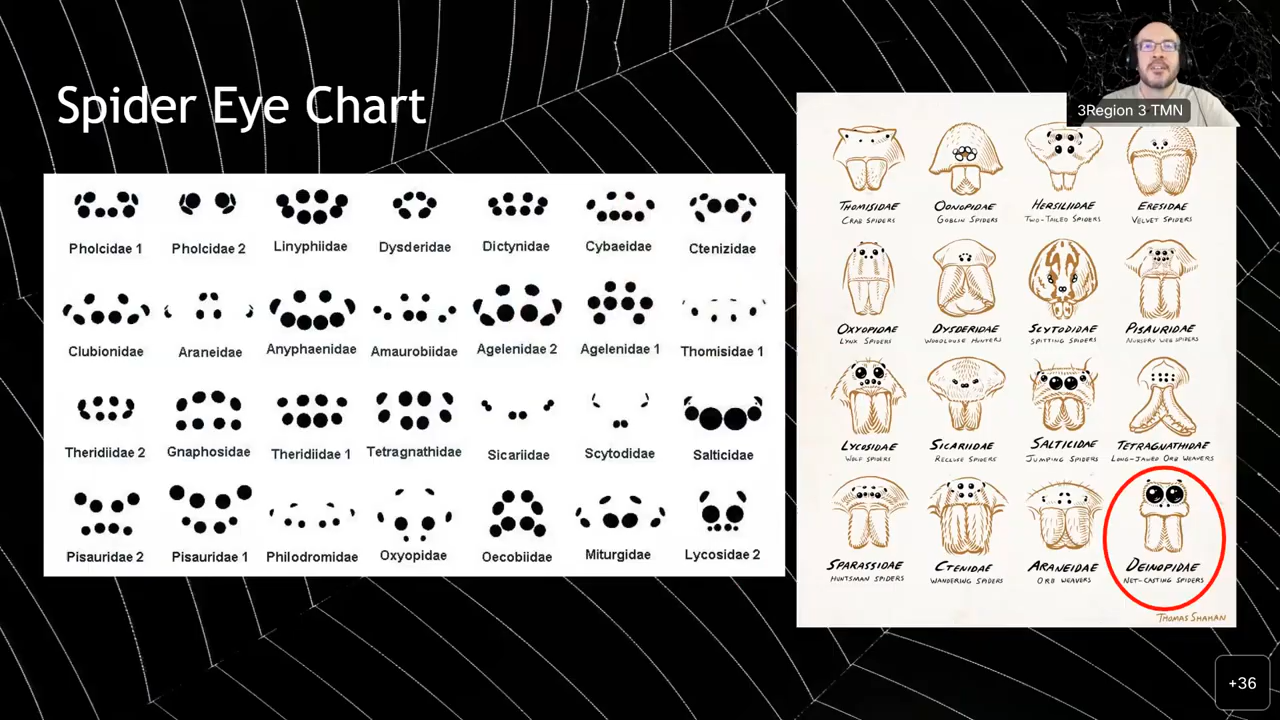 Spider Eye Chart
3Region 3 TMN
Pholcidae 1 Pholcidae 2 Linyphiidae Dysderidae Dictynidae Cybaeidae Ctenizidae
Clubionidae Araneidae Anyphaenidae Amaurobiidae Agelenidae 2 Agelenidae 1 Thomisidae 1
Theridiidae 2 Gnaphosidae Theridiidae 1 Tetragnathidae Sicariidae Scytodidae Salticidae
Pisauridae 2 Pisauridae 1 Philodromidae Oxyopidae Oecobiidae Miturgidae Lycosidae 2
THOMISIDAE OONOPIDAE HERSILIIDAE ERESIDAE
CRAB SPIDERS GOBLIN SPIDERS TWO-TAILED SPIDERS VELVET SPIDERS
OXYOPIDAE DYSDERIDAE SCYTODIDAE PISAURIDAE
LYNX SPIDERS WOODLOUSE HUNTERS SPITTING SPIDERS NURSERY WEB SPIDERS
LYCOSIDAE SICARIIDAE SALTICIDAE TETRAGNATHIDAE
WOLF SPIDERS RECLUSE SPIDERS JUMPING SPIDERS LONG-JAWED ORB WEAVERS
SPARASSIDAE CTENIDAE ARANEIDAE DEINOPIDAE
HUNTSMAN SPIDERS WANDERING SPIDERS ORB WEAVERS NET-CASTING SPIDERS
THOMAS SHAHAN
+36